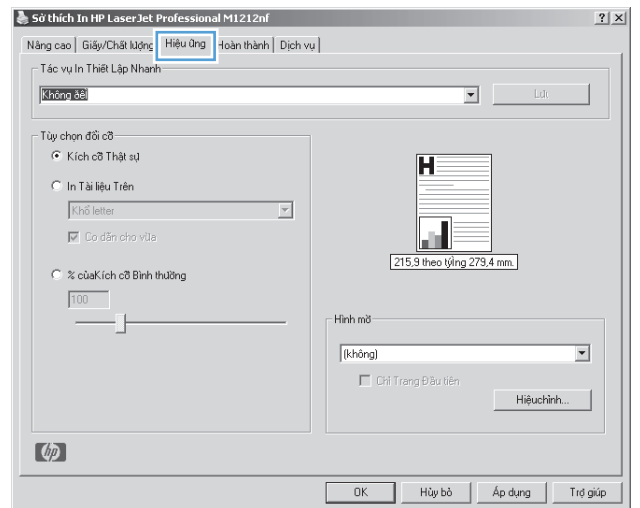 Sở thích In HP LaserJet Professional M1212nf
Nâng cao Giấy/Chất lượng Hiệu ứng Hoàn thành Dịch vụ
Tác vụ In Thiết Lập Nhanh
Không đề
Lưu
Tùy chọn đổi cỡ
Kích cỡ Thật sự
In Tài liệu Trên
Khổ letter
Co dãn cho vừa
% củaKích cỡ Bình thường
100
H
215,9 theo tỷlng 279,4 mm.
Hình mờ
(không)
Chỉ Trang Đầu tiên
Hiệuchỉnh...
hp
OK Hủy bỏ Áp dụng Trợ giúp